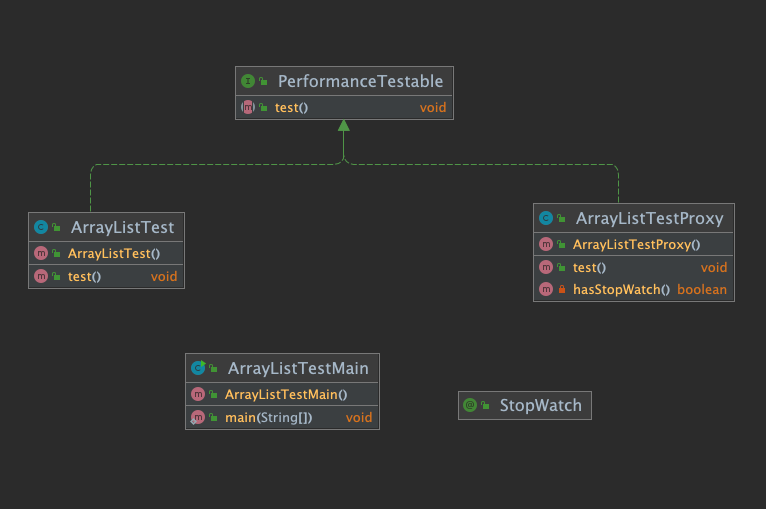 PerformanceTestable
test() void
ArrayListTest
ArrayListTest()
test() void
ArrayListTestProxy
ArrayListTestProxy()
test() void
hasStopWatch() boolean
ArrayListTestMain
ArrayListTestMain()
main(String[]) void
StopWatch